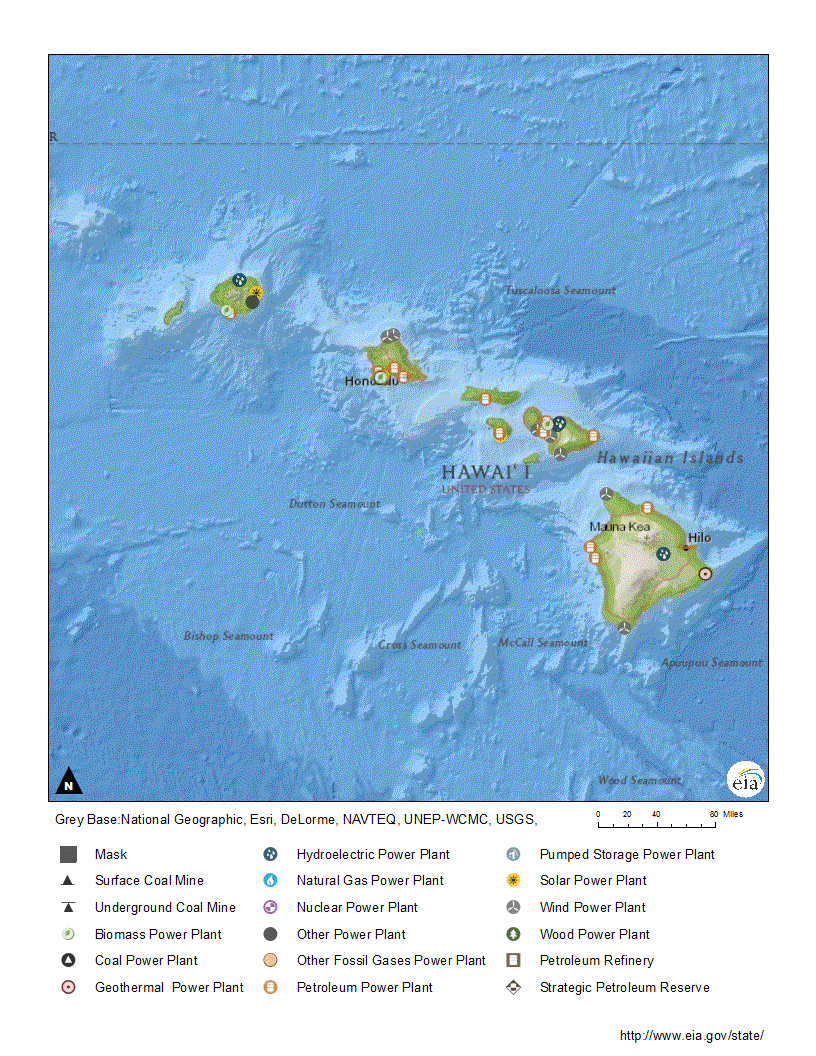 R
Tuscaloosa Seamount
Honolulu
Hawaiian Islands
HAWAI'I
UNITED STATES
Dutton Seamount
Mauna Kea
Hilo
Bishop Seamount
Cross Seamount
McCall Seamount
Apuupuu Seamount
Wood Seamount
N
eia
Grey Base:National Geographic, Esri, DeLorme, NAVTEQ, UNEP-WCMC, USGS,
0 20 40 80 Miles
Mask
Surface Coal Mine
Underground Coal Mine
Biomass Power Plant
Coal Power Plant
Geothermal Power Plant
Hydroelectric Power Plant
Natural Gas Power Plant
Nuclear Power Plant
Other Power Plant
Other Fossil Gases Power Plant
Petroleum Power Plant
Pumped Storage Power Plant
Solar Power Plant
Wind Power Plant
Wood Power Plant
Petroleum Refinery
Strategic Petroleum Reserve
http://www.eia.gov/state/